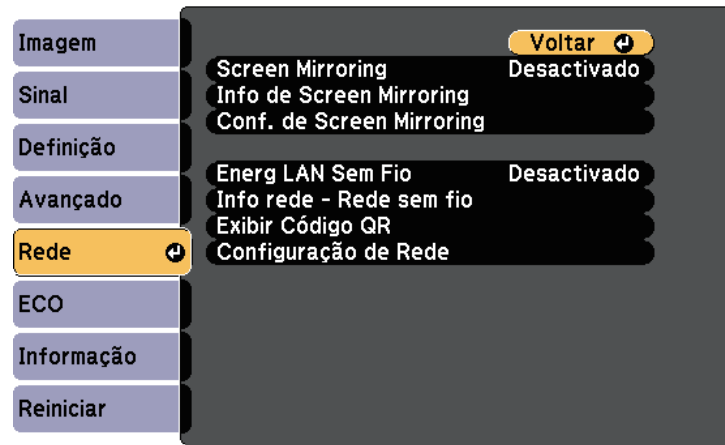 Imagem
Sinal
Definição
Avançado
Rede
ECO
Informação
Reiniciar
Voltar
Screen Mirroring Desactivado
Info de Screen Mirroring
Conf. de Screen Mirroring
Energ LAN Sem Fio Desactivado
Info rede - Rede sem fio
Exibir Código QR
Configuração de Rede